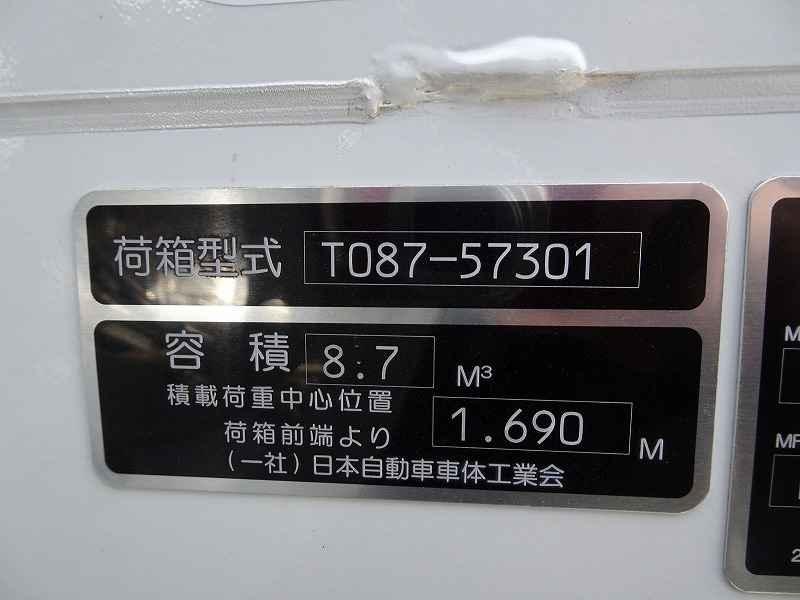 荷箱型式 T087-57301
容積 8.7 M³
積載荷重中心位置
荷箱前端より 1.690 M
(一社)日本自動車車体工業会
M
MF
2